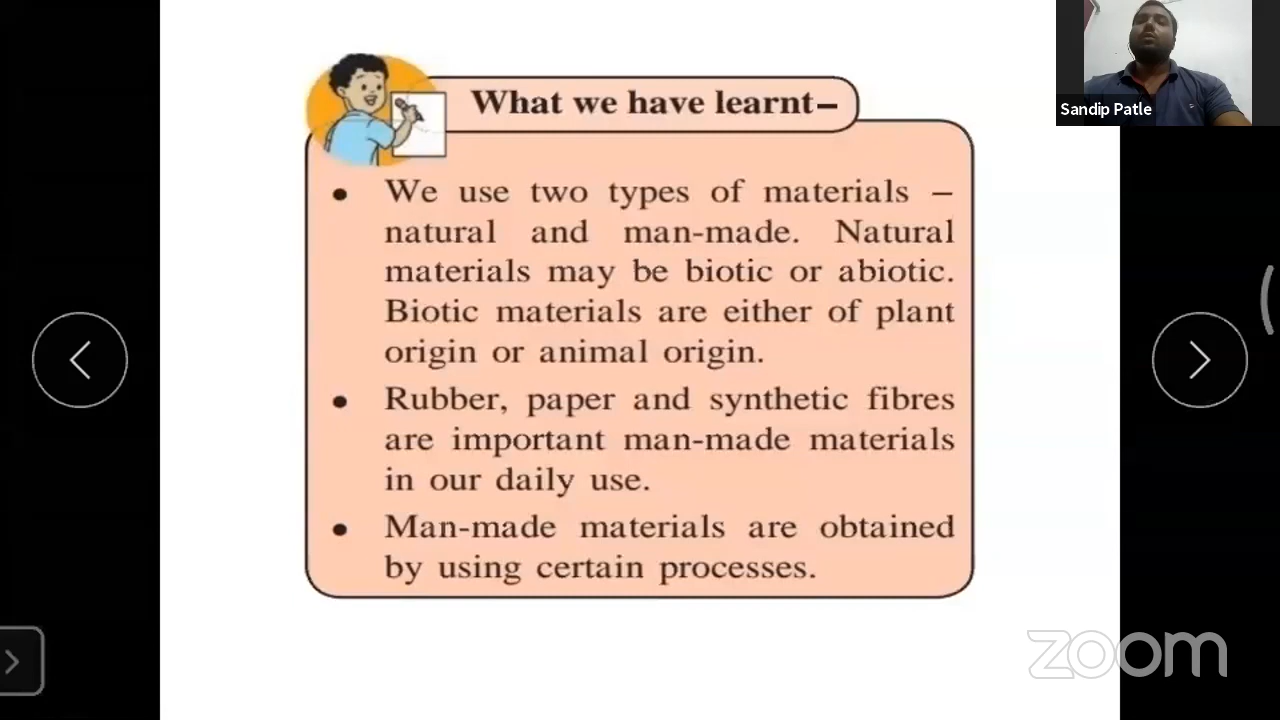 What we have learnt–
Sandip Patle
• We use two types of materials –
natural and man-made. Natural
materials may be biotic or abiotic.
Biotic materials are either of plant
origin or animal origin.
• Rubber, paper and synthetic fibres
are important man-made materials
in our daily use.
• Man-made materials are obtained
by using certain processes.
zoom